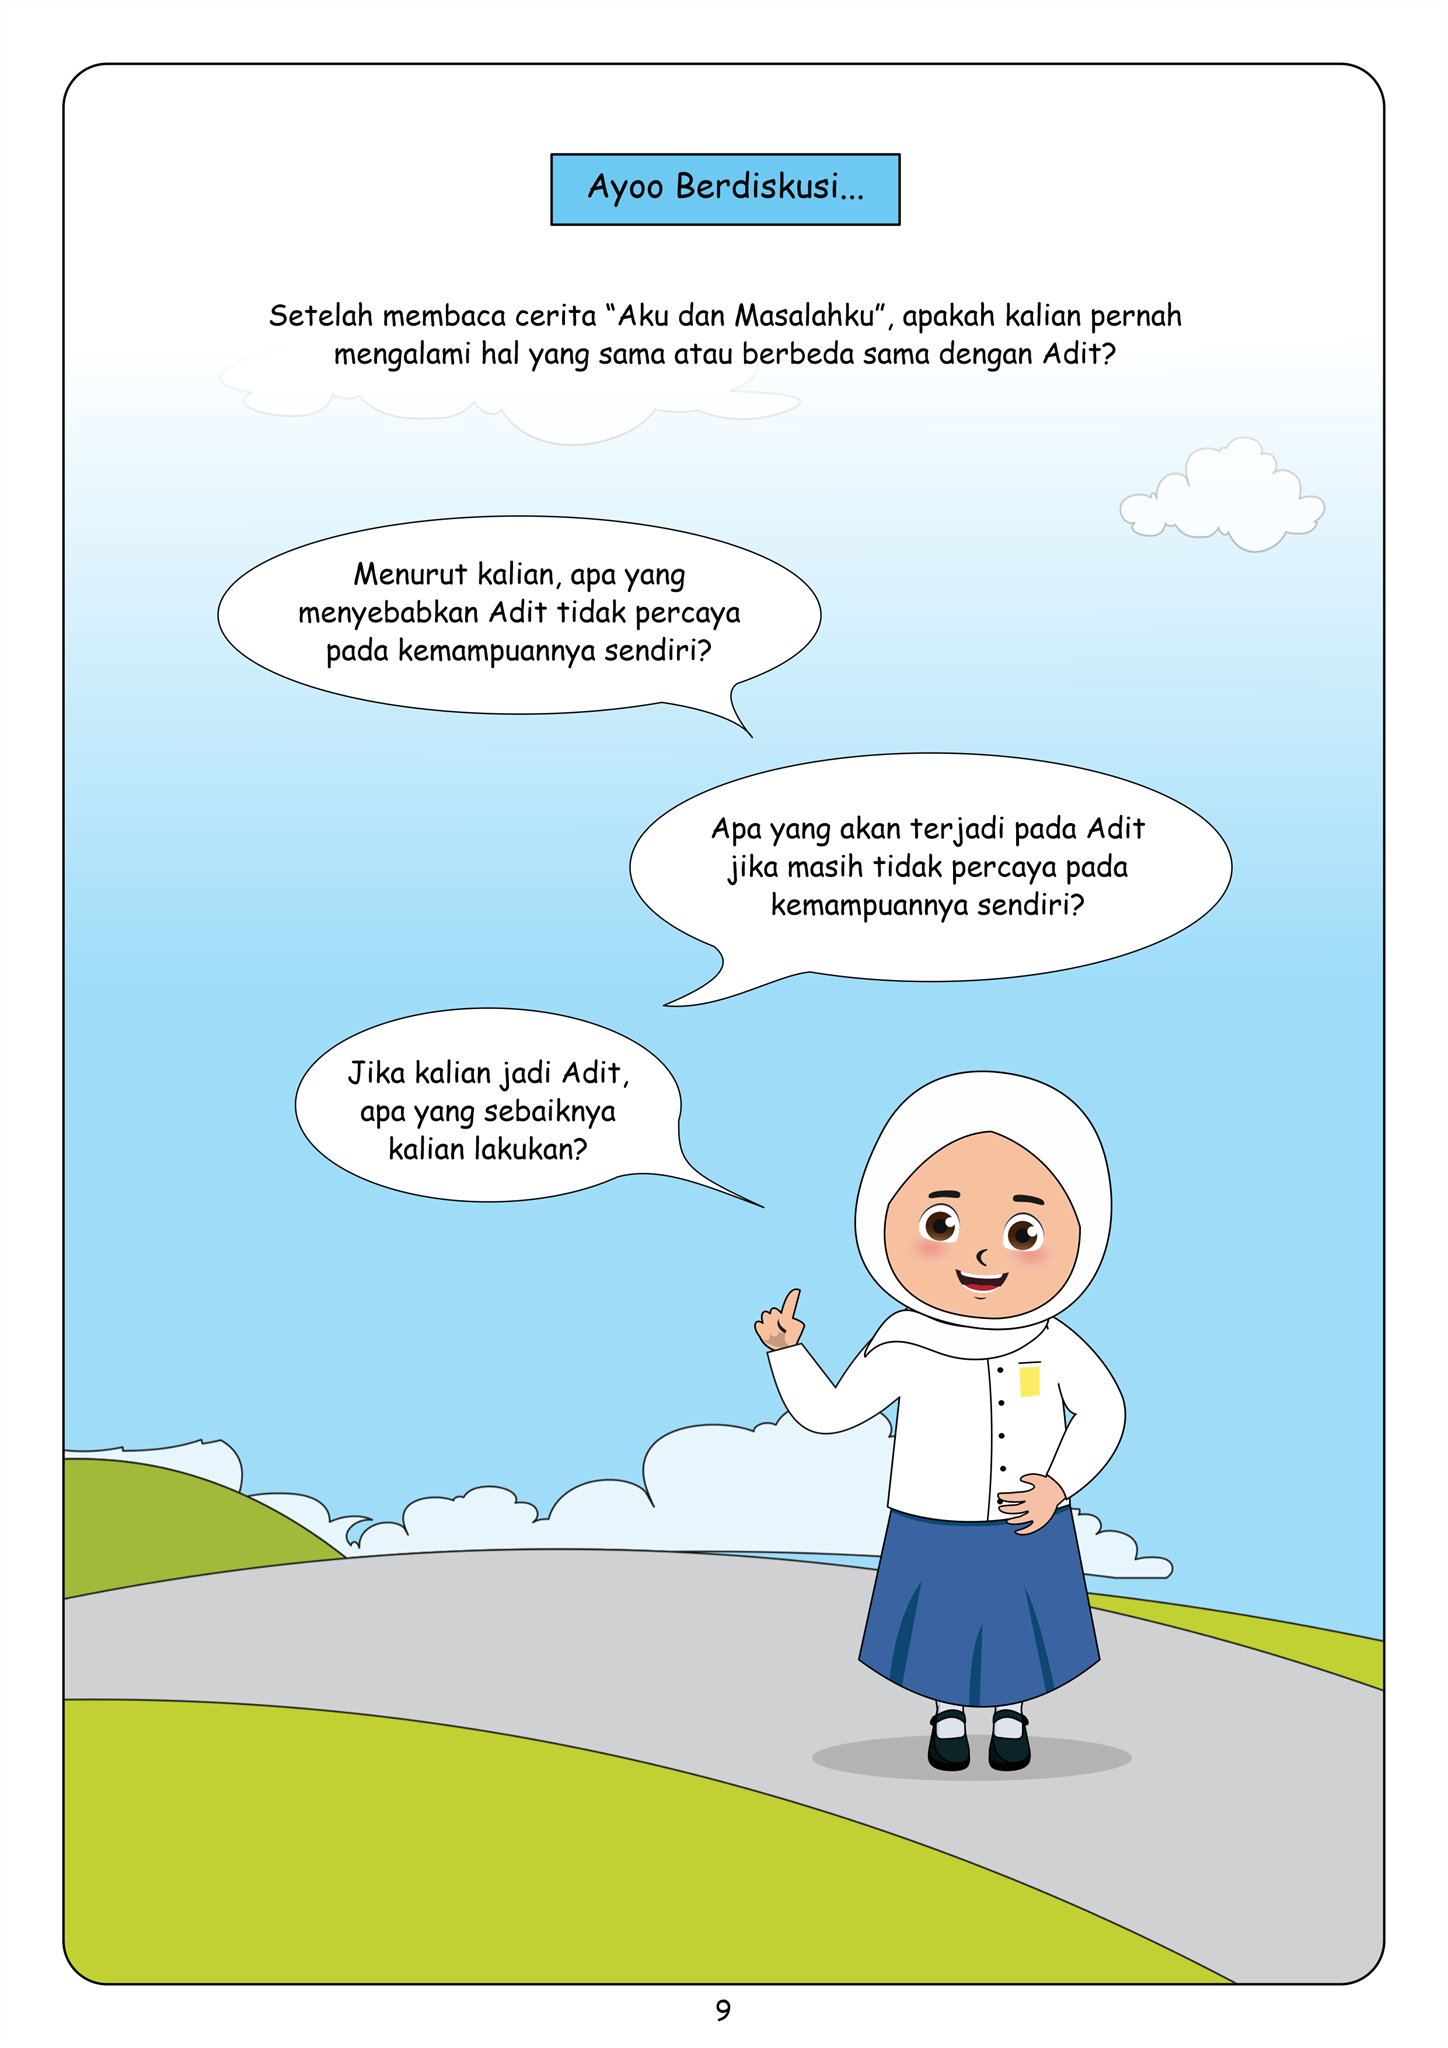 Ayoo Berdiskusi...
Setelah membaca cerita “Aku dan Masalahku”, apakah kalian pernah
mengalami hal yang sama atau berbeda sama dengan Adit?
Menurut kalian, apa yang
menyebabkan Adit tidak percaya
pada kemampuannya sendiri?
Apa yang akan terjadi pada Adit
jika masih tidak percaya pada
kemampuannya sendiri?
Jika kalian jadi Adit,
apa yang sebaiknya
kalian lakukan?
9